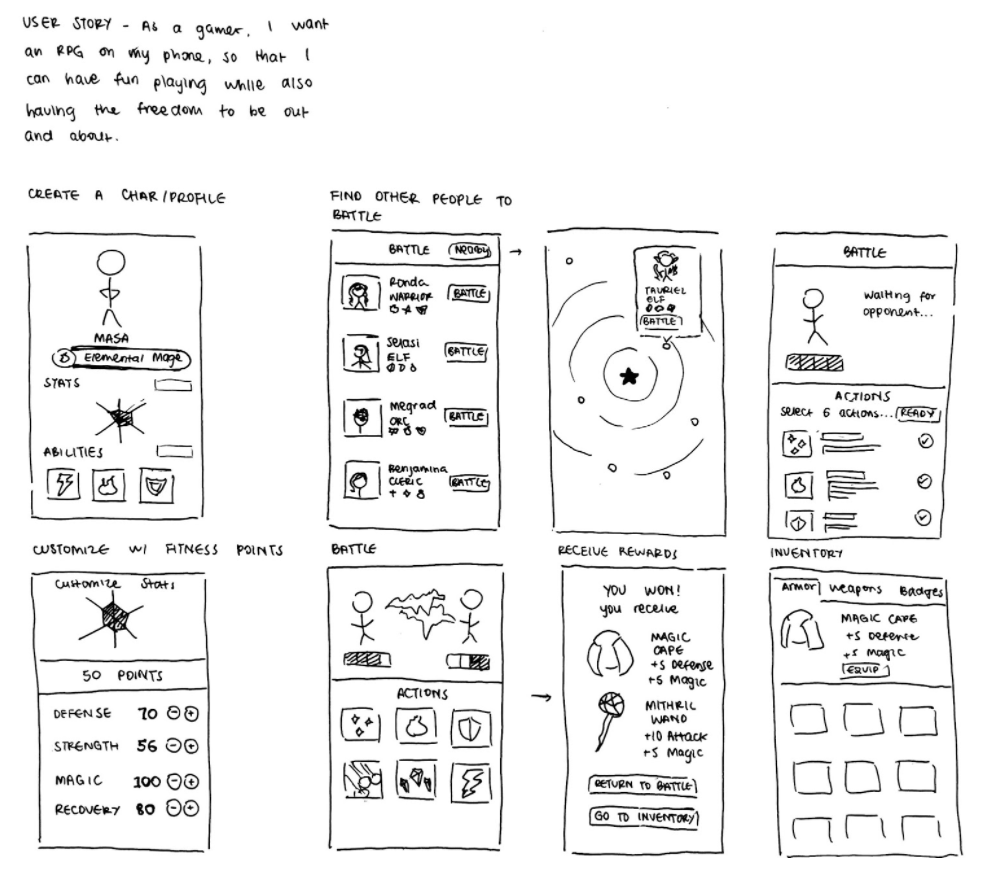 USER STORY - As a gamer, I want
an RPG on my phone, so that I
can have fun playing while also
having the freedom to be out
and about.
CREATE A CHAR/PROFILE
MASA
Elemental Mage
STATS
ABILITIES
FIND OTHER PEOPLE TO
BATTLE
BATTLE NEARBY
Ronda
WARRIOR
BATTLE
Selasi
ELF
BATTLE
Megrad
ORC
BATTLE
Benjamina
CLERIC
BATTLE
TAURIEL
ELF
BATTLE
BATTLE
Waiting for
opponent...
ACTIONS
Select 6 actions... READY
CUSTOMIZE W/ FITNESS POINTS
Customize Stats
50 POINTS
DEFENSE 70 - +
STRENGTH 56 - +
MAGIC 100 - +
RECOVERY 80 - +
BATTLE
ACTIONS
RECEIVE REWARDS
YOU WON!
you receive
MAGIC
CAPE
+5 Defense
+5 Magic
MITHRIC
WAND
+10 Attack
+5 Magic
RETURN TO BATTLE
GO TO INVENTORY
INVENTORY
Armor Weapons Badges
MAGIC CAPE
+5 Defense
+5 Magic
EQUIP